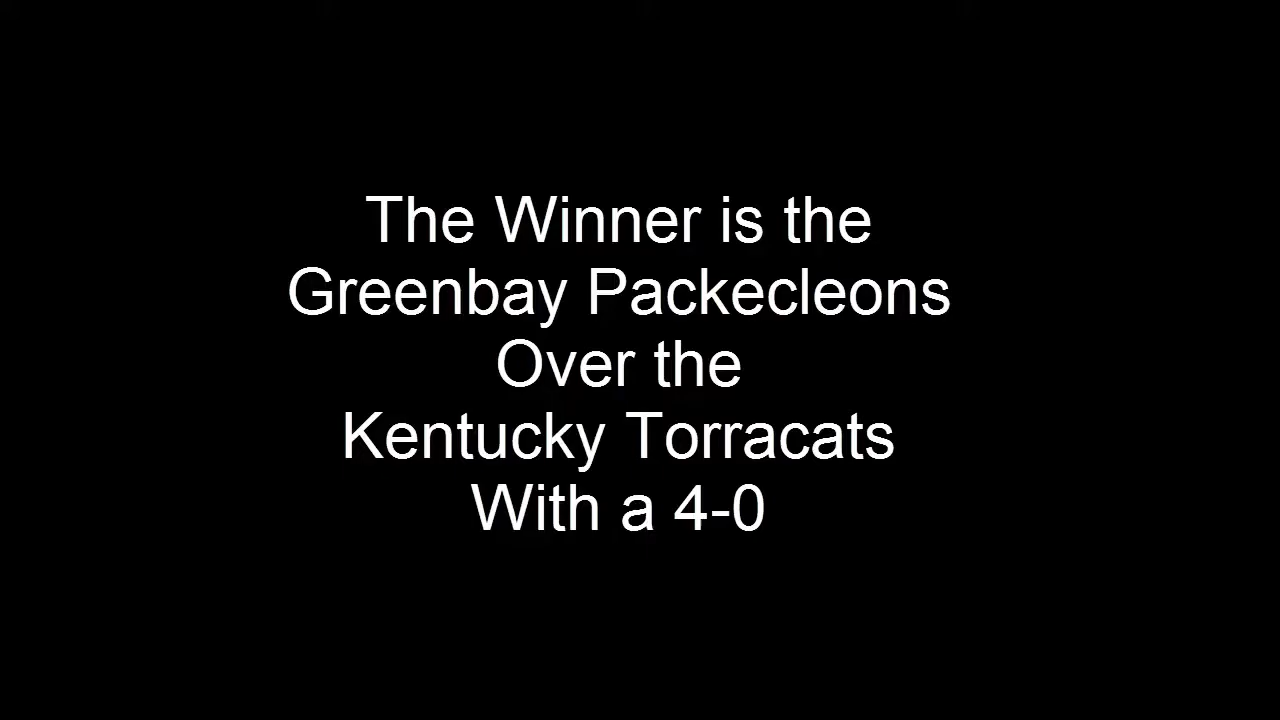 The Winner is the
Greenbay Packecleons
Over the
Kentucky Torracats
With a 4-0